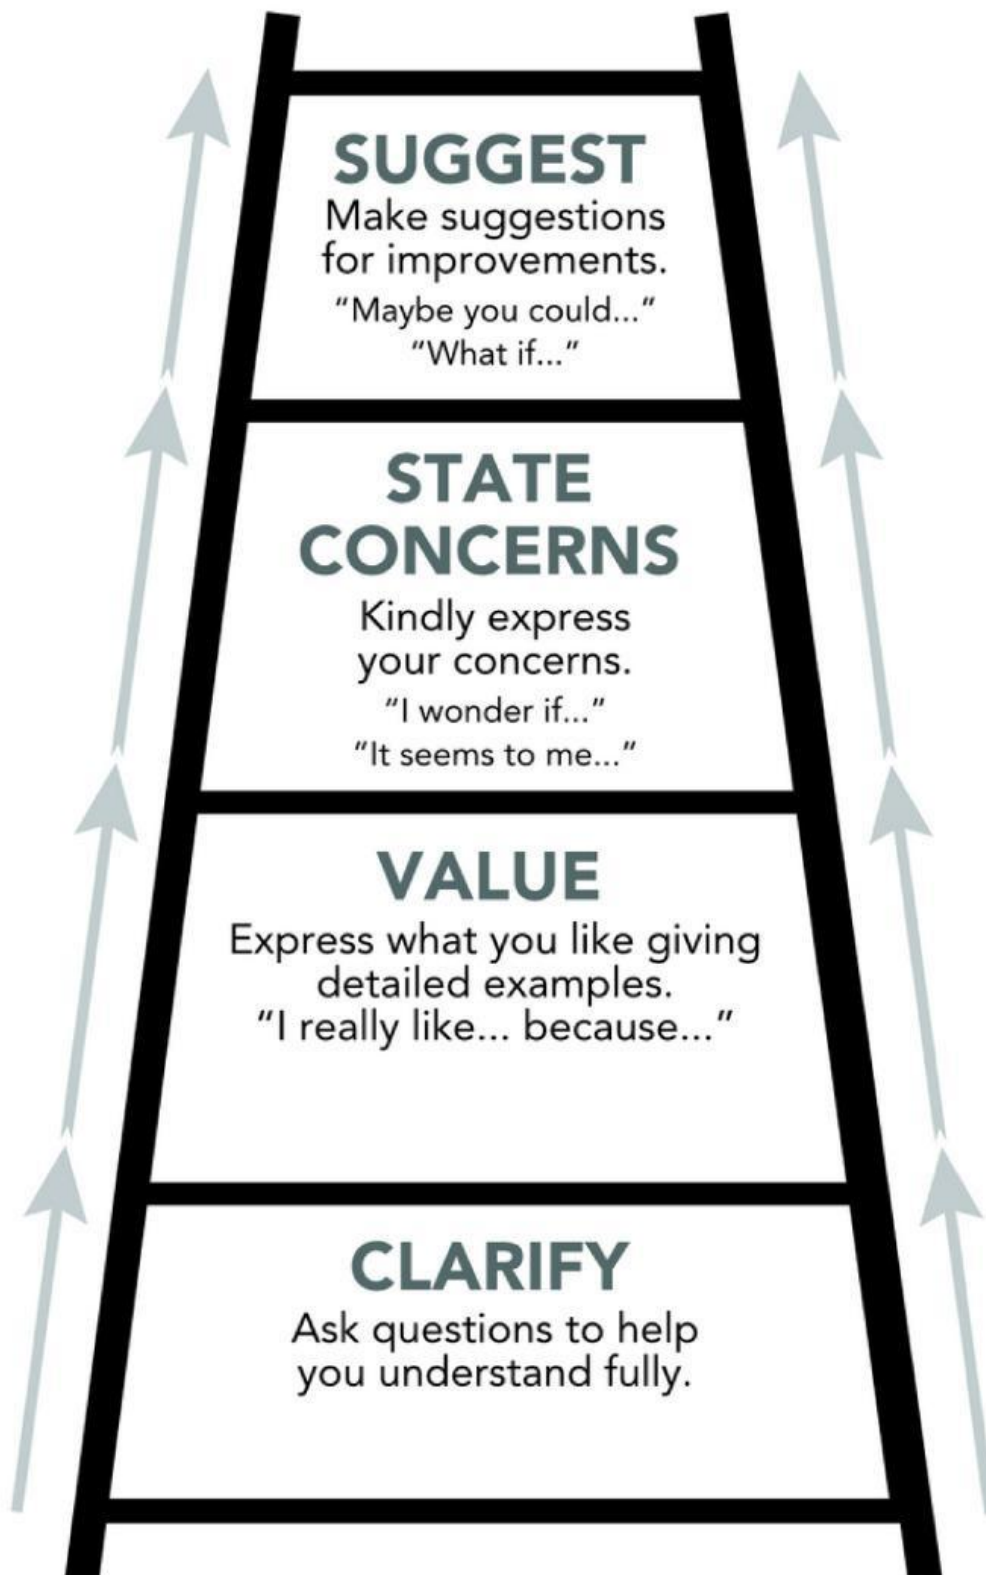 SUGGEST
Make suggestions
for improvements.
"Maybe you could..."
"What if..."
STATE
CONCERNS
Kindly express
your concerns.
"I wonder if..."
"It seems to me..."
VALUE
Express what you like giving
detailed examples.
"I really like... because..."
CLARIFY
Ask questions to help
you understand fully.